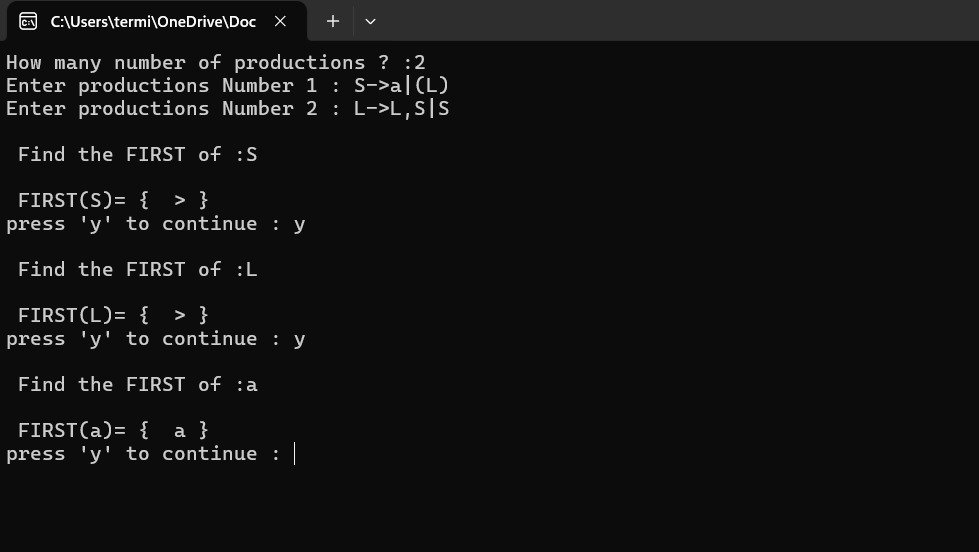 C:\Users\termi\OneDrive\Doc
How many number of productions ? :2
Enter productions Number 1 : S->a|(L)
Enter productions Number 2 : L->L,S|S
Find the FIRST of :S
FIRST(S)= {  > }
press 'y' to continue : y
Find the FIRST of :L
FIRST(L)= {  > }
press 'y' to continue : y
Find the FIRST of :a
FIRST(a)= {  a }
press 'y' to continue :